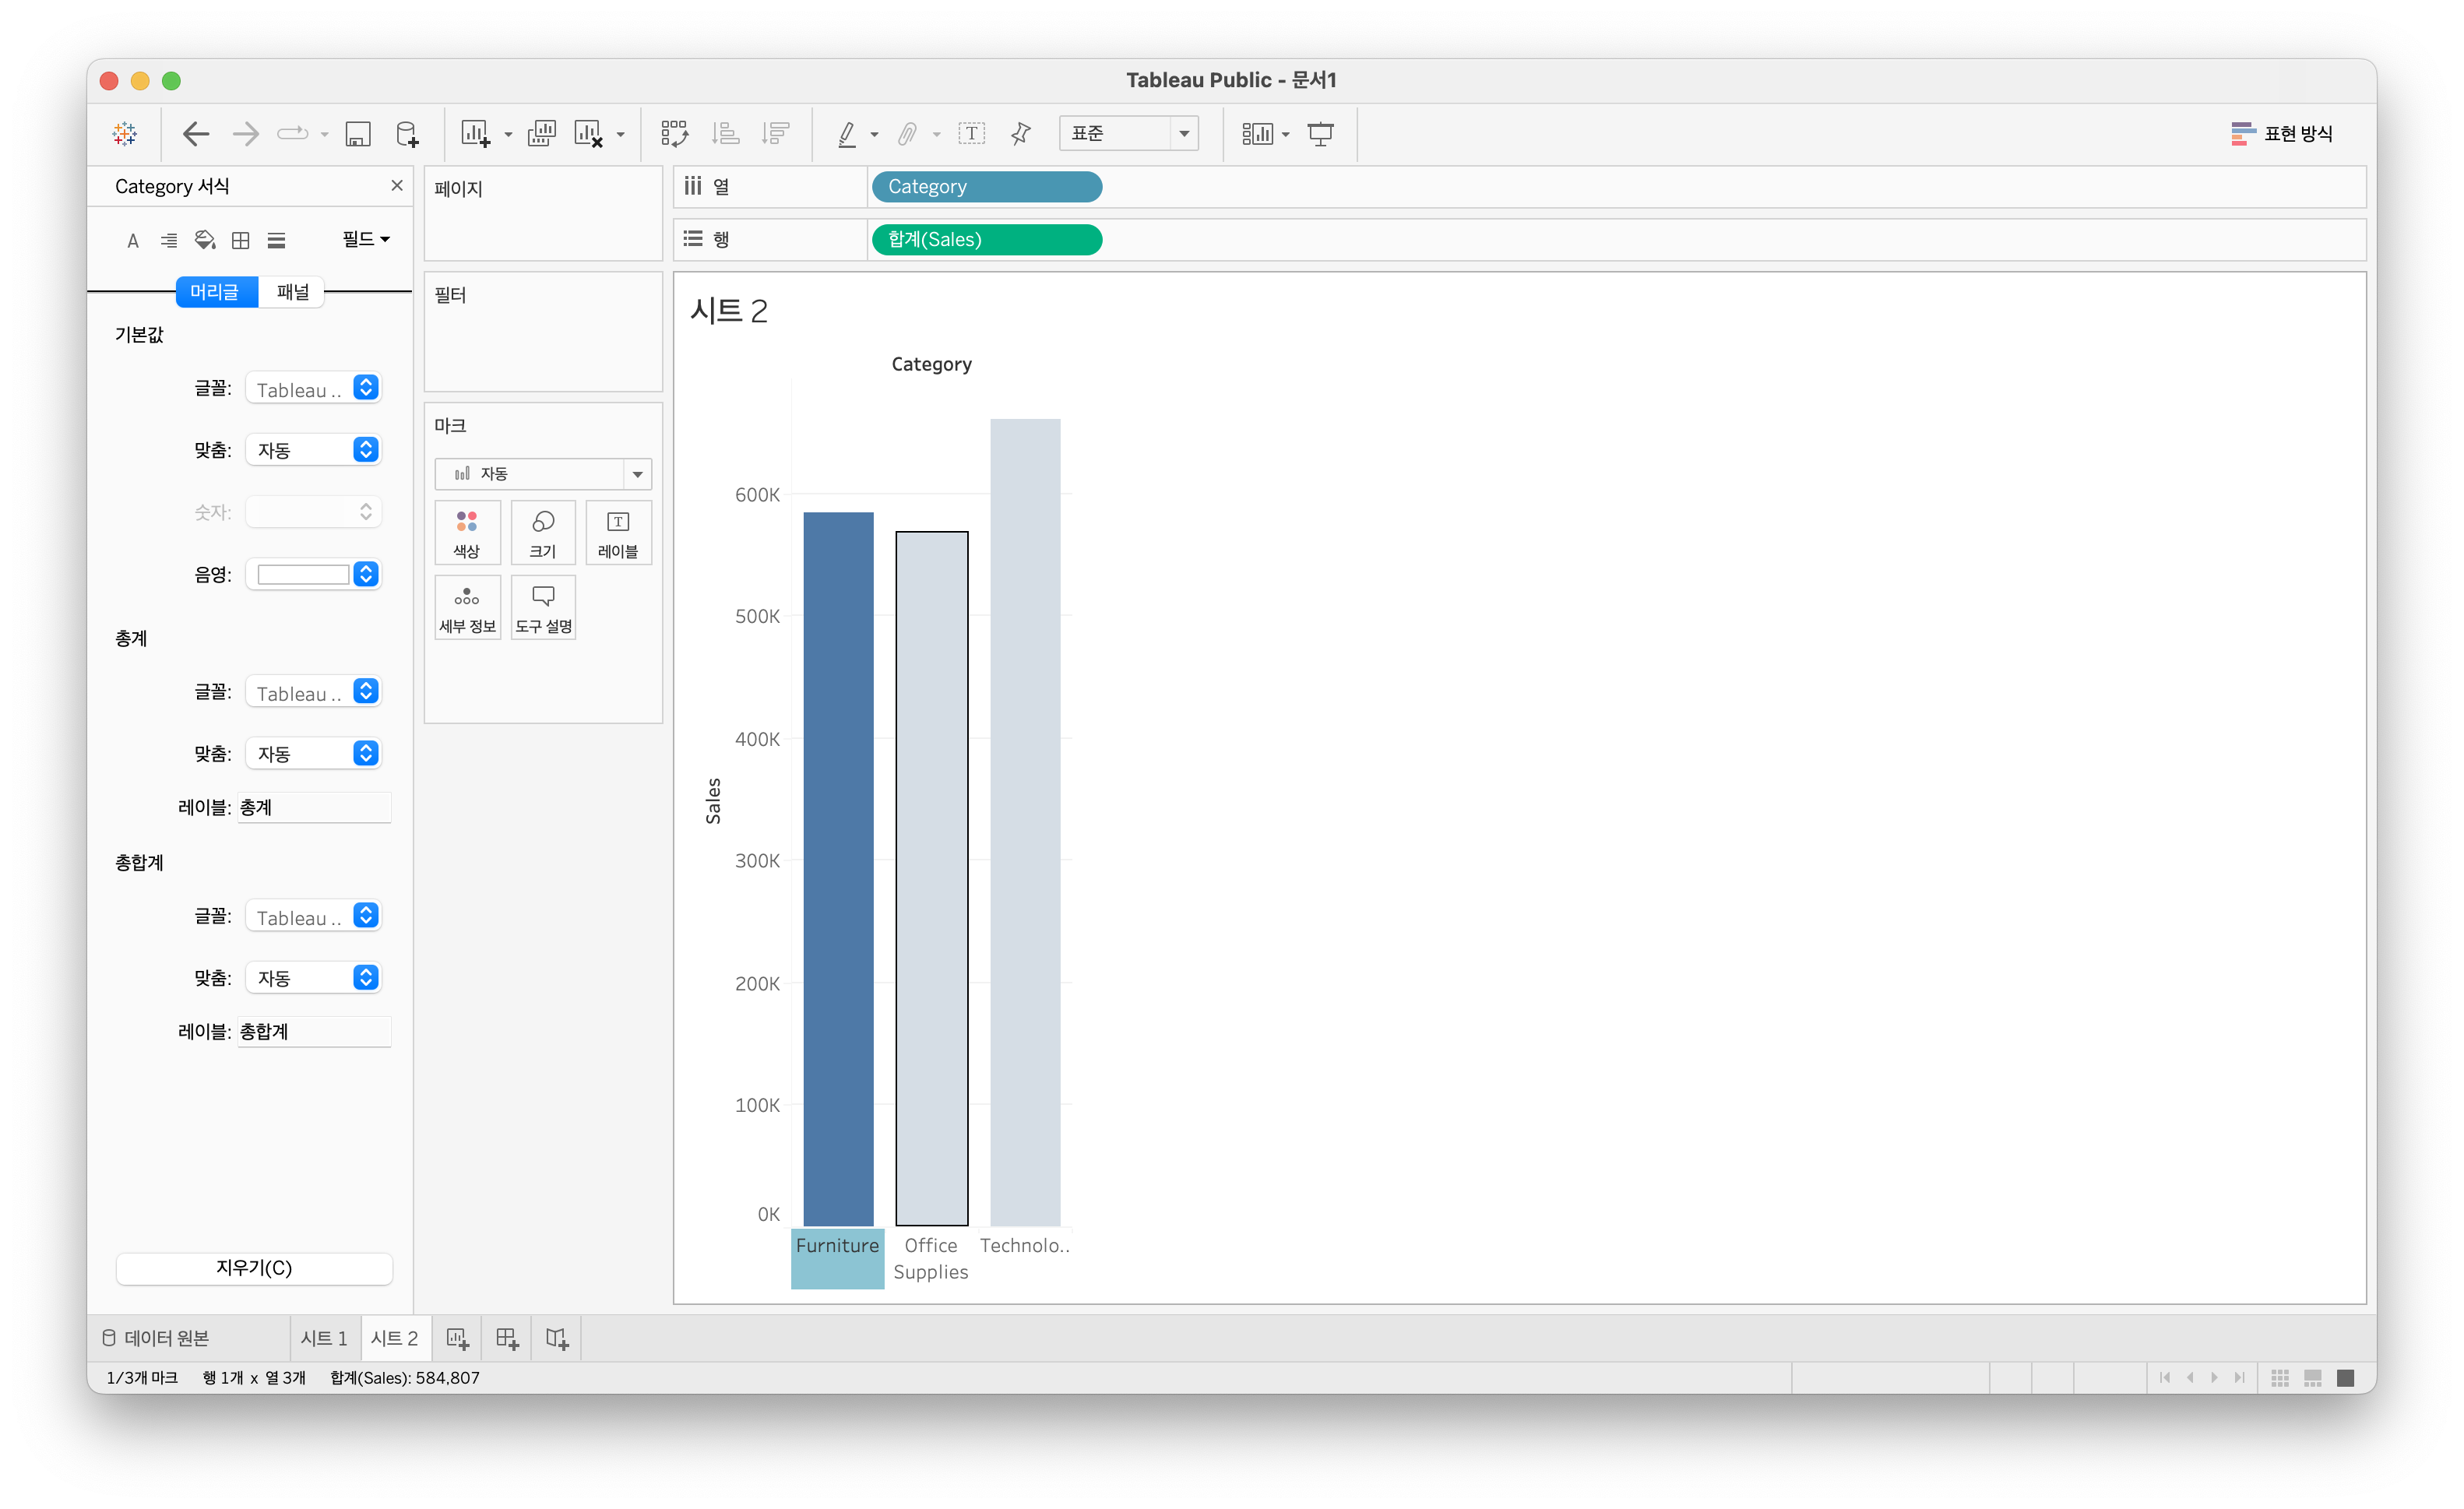 Tableau Public - 문서1
표준
표현 방식
Category 서식
필드
머리글
패널
기본값
글꼴:
Tableau ..
맞춤:
자동
숫자:
음영:
총계
글꼴:
Tableau ..
맞춤:
자동
레이블:
총계
총합계
글꼴:
Tableau ..
맞춤:
자동
레이블:
총합계
지우기(C)
페이지
필터
마크
자동
색상
크기
레이블
세부 정보
도구 설명
열
Category
행
합계(Sales)
시트 2
Category
600K
500K
400K
300K
200K
100K
0K
Sales
Furniture
Office
Supplies
Technolo..
데이터 원본
시트 1
시트 2
1/3개 마크
행 1개 x 열 3개
합계(Sales): 584,807